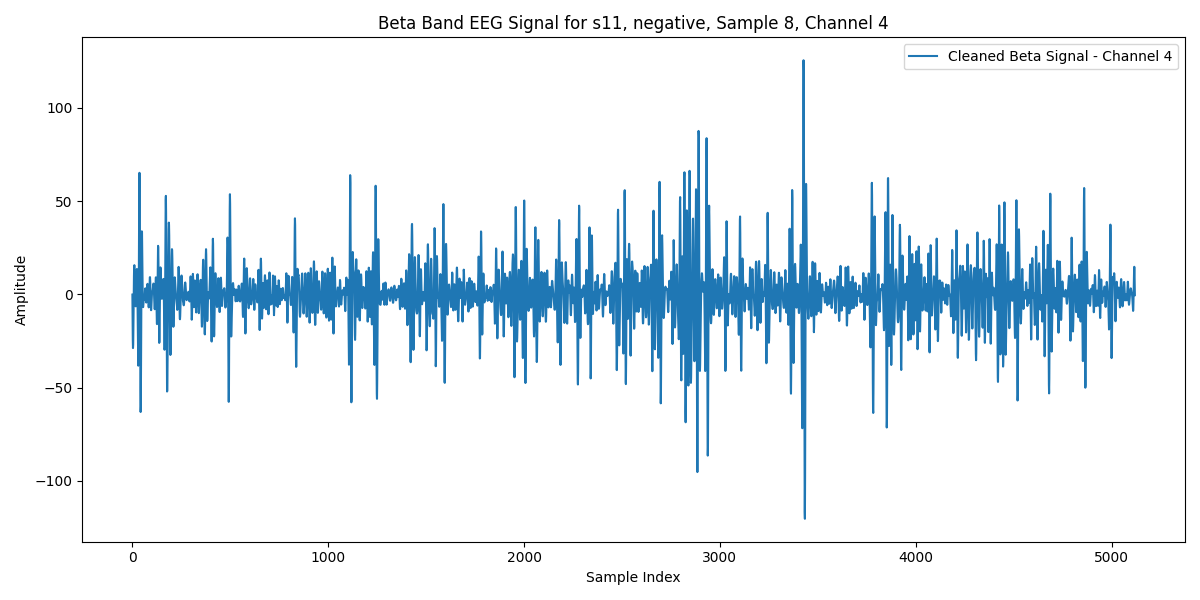 Beta Band EEG Signal for s11, negative, Sample 8, Channel 4
Cleaned Beta Signal - Channel 4
Amplitude
100
50
0
−50
−100
0 1000 2000 3000 4000 5000
Sample Index